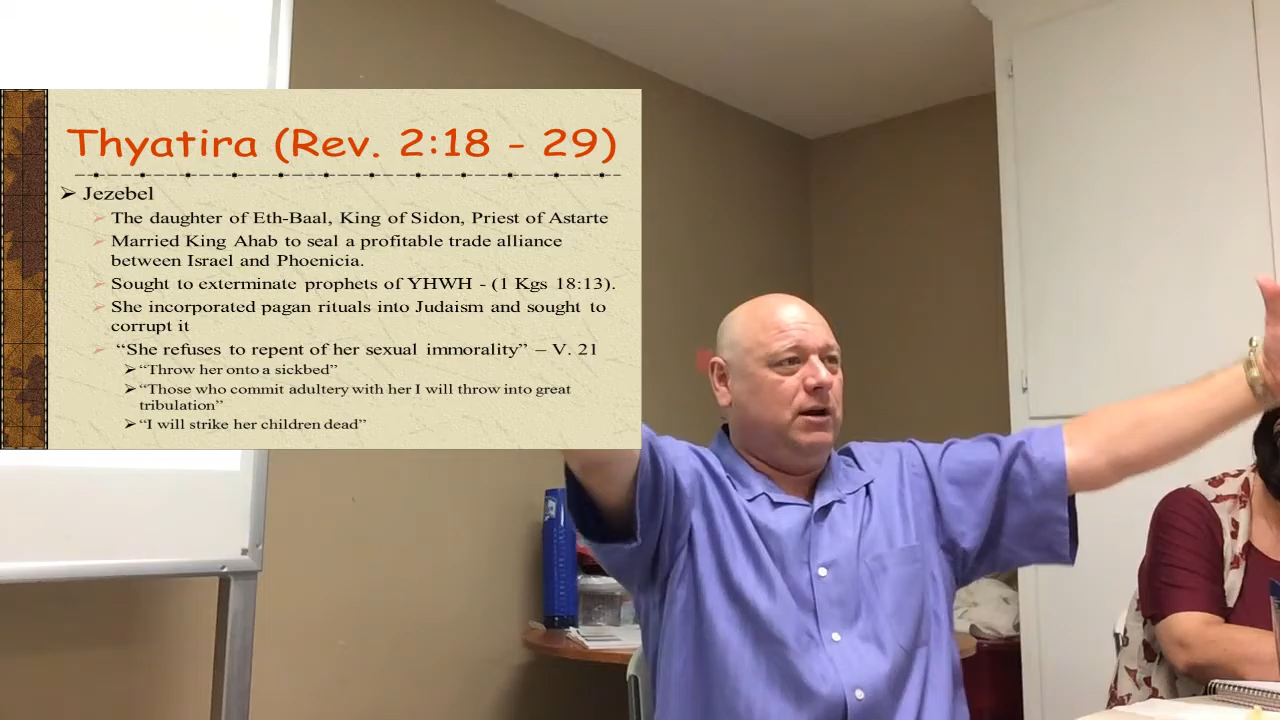 Thyatira (Rev. 2:18 - 29)
Jezebel
The daughter of Eth-Baal, King of Sidon, Priest of Astarte
Married King Ahab to seal a profitable trade alliance
between Israel and Phoenicia.
Sought to exterminate prophets of YHWH - (1 Kgs 18:13).
She incorporated pagan rituals into Judaism and sought to
corrupt it
“She refuses to repent of her sexual immorality” – V. 21
“Throw her onto a sickbed”
“Those who commit adultery with her I will throw into great
tribulation”
“I will strike her children dead”